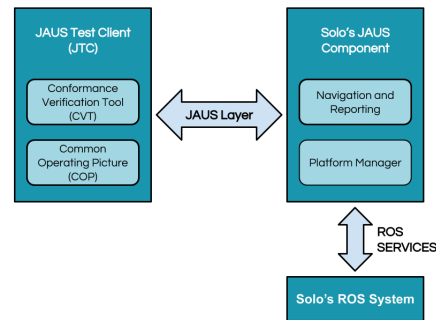 JAUS Test Client
(JTC)
Conformance
Verification Tool
(CVT)
Common
Operating Picture
(COP)
JAUS Layer
Solo's JAUS
Component
Navigation and
Reporting
Platform Manager
ROS
SERVICES
Solo's ROS System